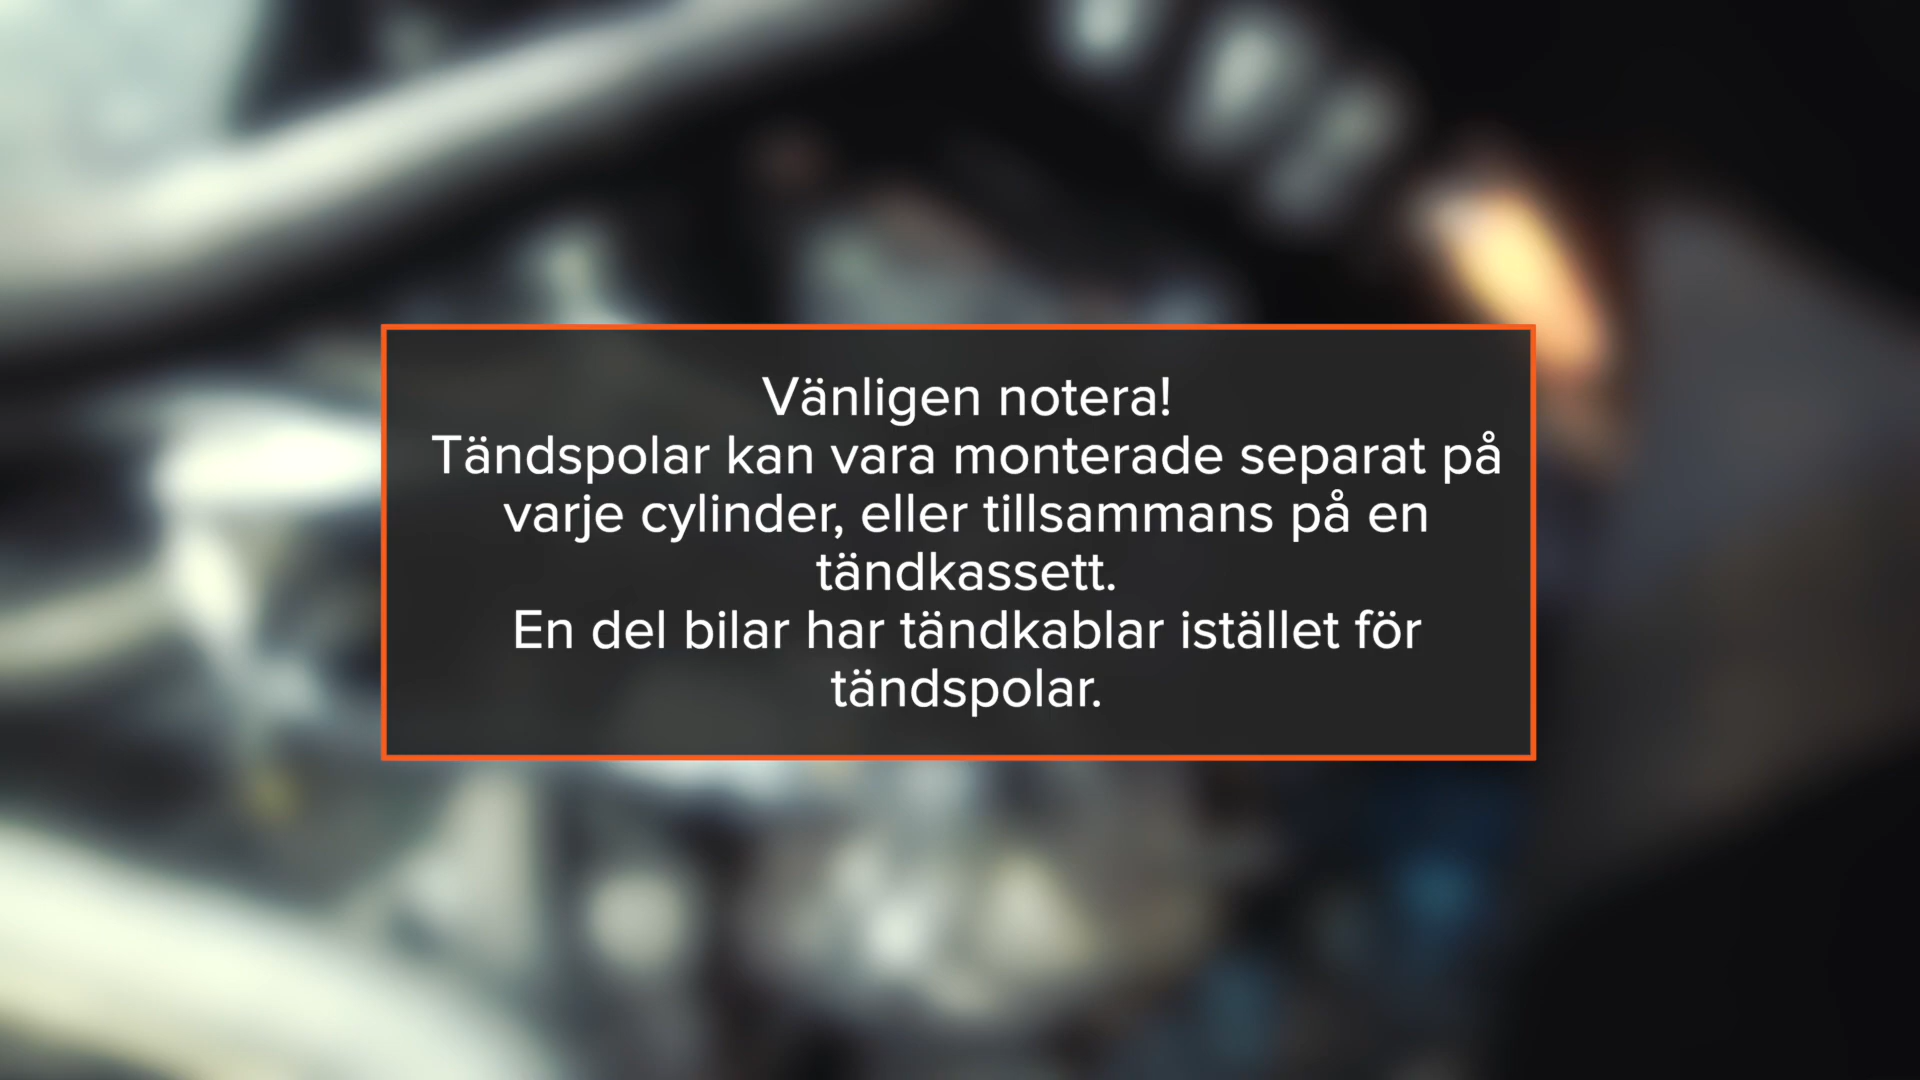 Vänligen notera!
Tändspolar kan vara monterade separat på
varje cylinder, eller tillsammans på en
tändkassett.
En del bilar har tändkablar istället för
tändspolar.